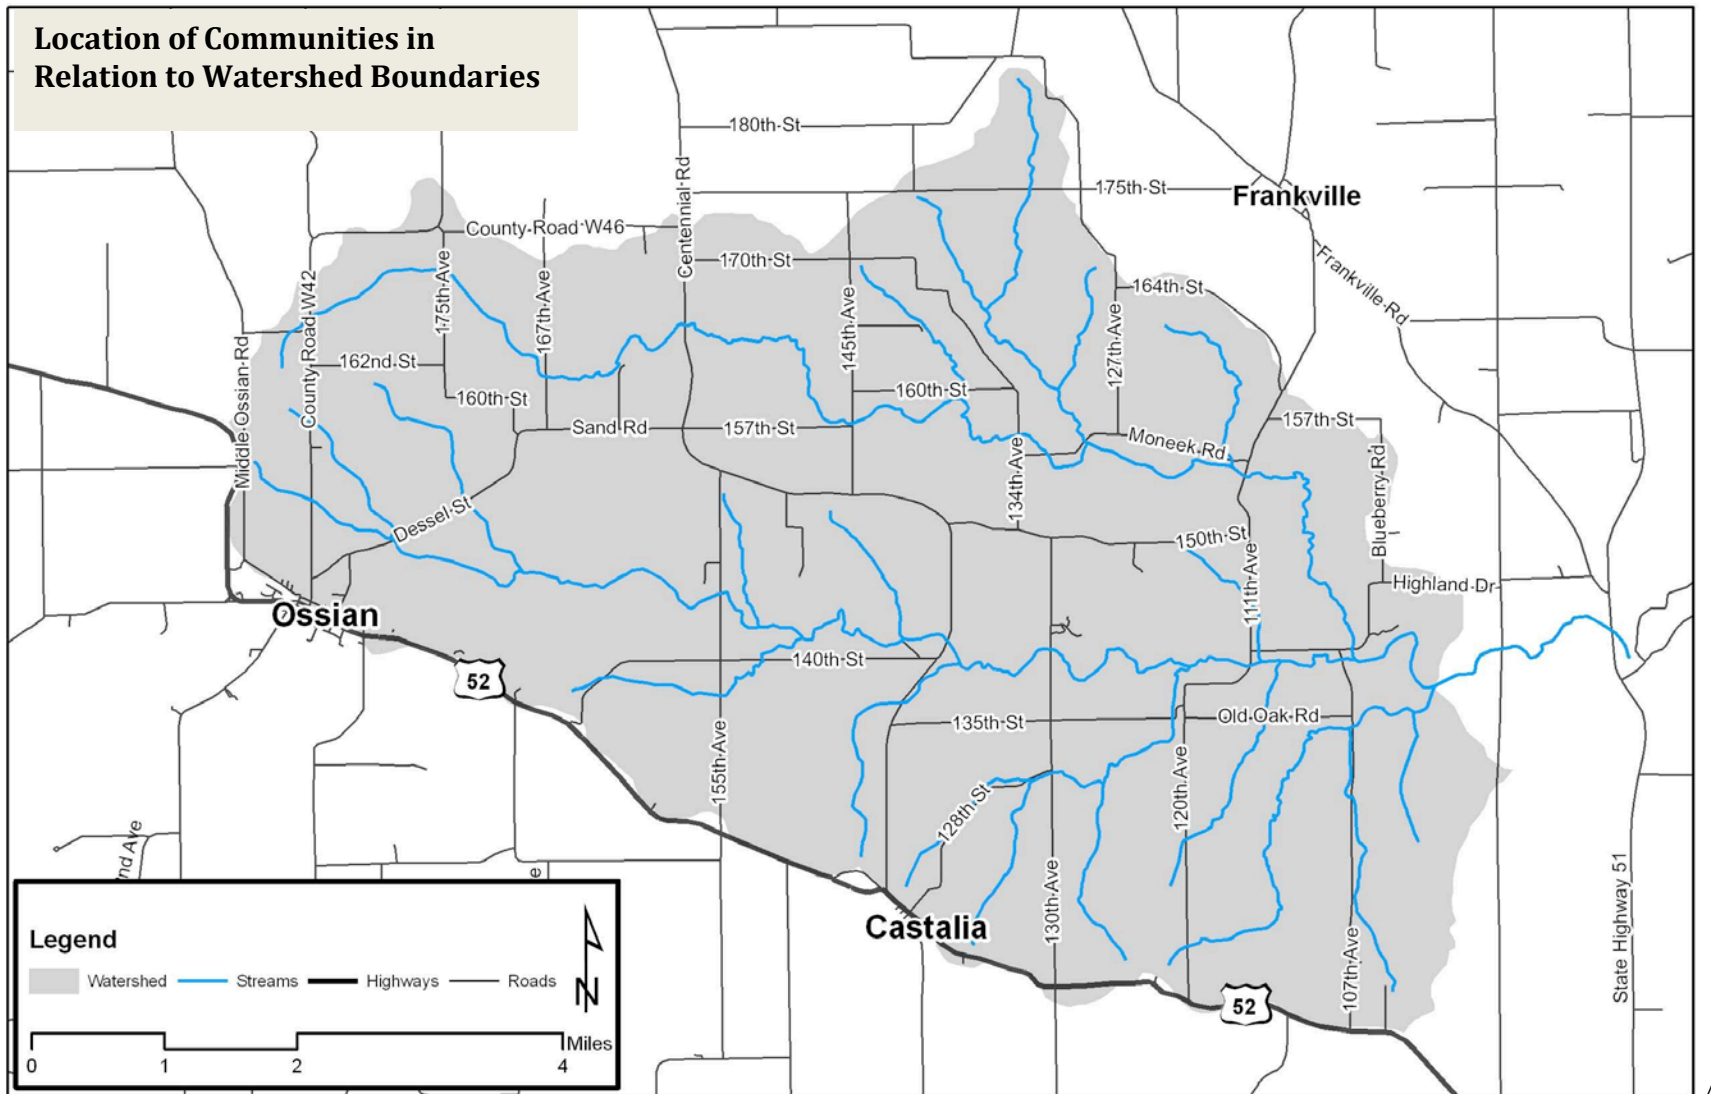 Location of Communities in
Relation to Watershed Boundaries
180th St
175th St
Frankville
Centennial Rd
County Road W46
170th St
Frankville Rd
164th St
County Road W42
175th Ave
167th Ave
145th Ave
127th Ave
Middle Ossian Rd
162nd St
160th St
160th St
Sand Rd
157th St
157th St
Moneek Rd
134th Ave
Blueberry Rd
Dessel St
150th St
111th Ave
Highland Dr
Ossian
52
140th St
135th St
Old Oak Rd
155th Ave
120th Ave
128th St
130th Ave
Castalia
107th Ave
State Highway 51
52
nd Ave
e
Legend
Watershed
Streams
Highways
Roads
N
Miles
0
1
2
4